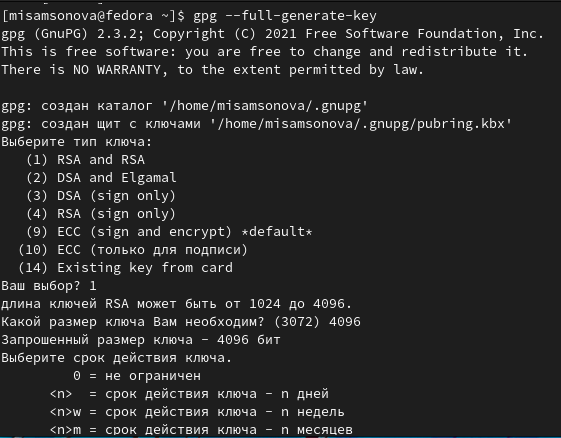 [misamsonova@fedora ~]$ gpg --full-generate-key
gpg (GnuPG) 2.3.2; Copyright (C) 2021 Free Software Foundation, Inc.
This is free software: you are free to change and redistribute it.
There is NO WARRANTY, to the extent permitted by law.
gpg: создан каталог '/home/misamsonova/.gnupg'
gpg: создан щит с ключами '/home/misamsonova/.gnupg/pubring.kbx'
Выберите тип ключа:
(1) RSA and RSA
(2) DSA and Elgamal
(3) DSA (sign only)
(4) RSA (sign only)
(9) ECC (sign and encrypt) *default*
(10) ECC (только для подписи)
(14) Existing key from card
Ваш выбор? 1
длина ключей RSA может быть от 1024 до 4096.
Какой размер ключа Вам необходим? (3072) 4096
Запрошенный размер ключа - 4096 бит
Выберите срок действия ключа.
0 = не ограничен
<n> = срок действия ключа - n дней
<n>w = срок действия ключа - n недель
<n>m = срок действия ключа - n месяцев